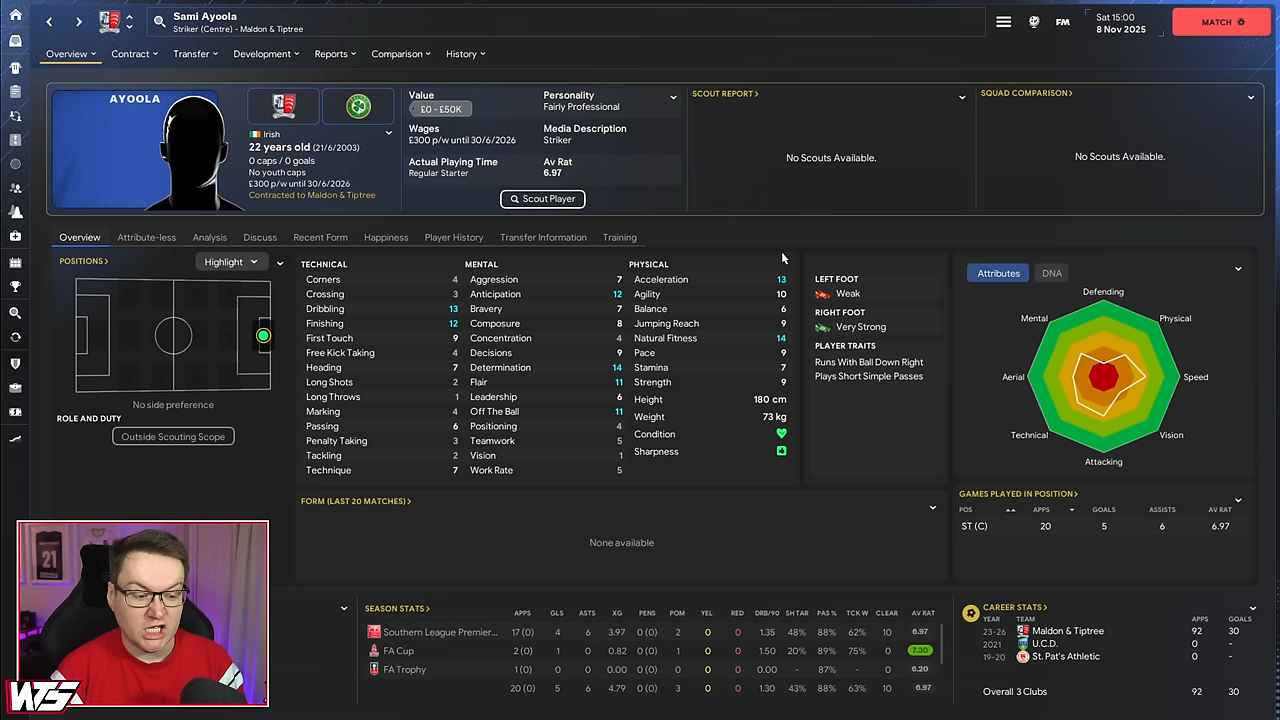 Sami Ayoola
Striker (Centre) - Maldon & Tiptree
FM
Sat 15:00
8 Nov 2025
MATCH
Overview
Contract
Transfer
Development
Reports
Comparison
History
AYOOLA
Irish
22 years old (21/6/2003)
0 caps / 0 goals
No youth caps
£300 p/w until 30/6/2026
Contracted to Maldon & Tiptree
Value
£0 - £50K
Personality
Fairly Professional
Wages
£300 p/w until 30/6/2026
Media Description
Striker
Actual Playing Time
Regular Starter
Av Rat
6.97
Scout Player
SCOUT REPORT>
No Scouts Available.
SQUAD COMPARISON>
No Scouts Available.
Overview
Attribute-less
Analysis
Discuss
Recent Form
Happiness
Player History
Transfer Information
Training
POSITIONS>
Highlight
No side preference
ROLE AND DUTY
Outside Scouting Scope
TECHNICAL
Corners 4
Crossing 3
Dribbling 13
Finishing 12
First Touch 9
Free Kick Taking 4
Heading 7
Long Shots 2
Long Throws 1
Marking 4
Passing 6
Penalty Taking 3
Tackling 2
Technique 7
MENTAL
Aggression 7
Anticipation 12
Bravery 7
Composure 8
Concentration 4
Decisions 9
Determination 14
Flair 11
Leadership 6
Off The Ball 11
Positioning 4
Teamwork 5
Vision 1
Work Rate 5
PHYSICAL
Acceleration 13
Agility 10
Balance 6
Jumping Reach 9
Natural Fitness 14
Pace 9
Stamina 7
Strength 9
Height 180 cm
Weight 73 kg
Condition
Sharpness
LEFT FOOT
Weak
RIGHT FOOT
Very Strong
PLAYER TRAITS
Runs With Ball Down Right
Plays Short Simple Passes
Attributes
DNA
Defending
Mental
Physical
Aerial
Speed
Technical
Vision
Attacking
FORM (LAST 20 MATCHES)>
None available
GAMES PLAYED IN POSITION>
POS APPS GOALS ASSISTS AV RAT
ST (C) 20 5 6 6.97
21
WTS
SEASON STATS> APPS GLS ASTS XG PENS POM YEL RED DRB/90 SH TAR PAS % TCK W CLEAR AV RAT
Southern League Premier... 17 (0) 4 6 3.97 0 (0) 2 0 0 1.35 48% 88% 62% 10 6.97
FA Cup 2 (0) 1 0 0.82 0 (0) 1 0 0 1.50 20% 89% 75% 0 7.30
FA Trophy 1 (0) 0 0 0.00 0 (0) 0 0 0 0.00 - 87% - 0 6.20
20 (0) 5 6 4.79 0 (0) 3 0 0 1.30 43% 88% 63% 10 6.97
CAREER STATS>
YEAR TEAM APPS GOALS
23-26 Maldon & Tiptree 92 30
2021 U.C.D. 0 -
19-20 St. Pat's Athletic 0 -
Overall 3 Clubs 92 30